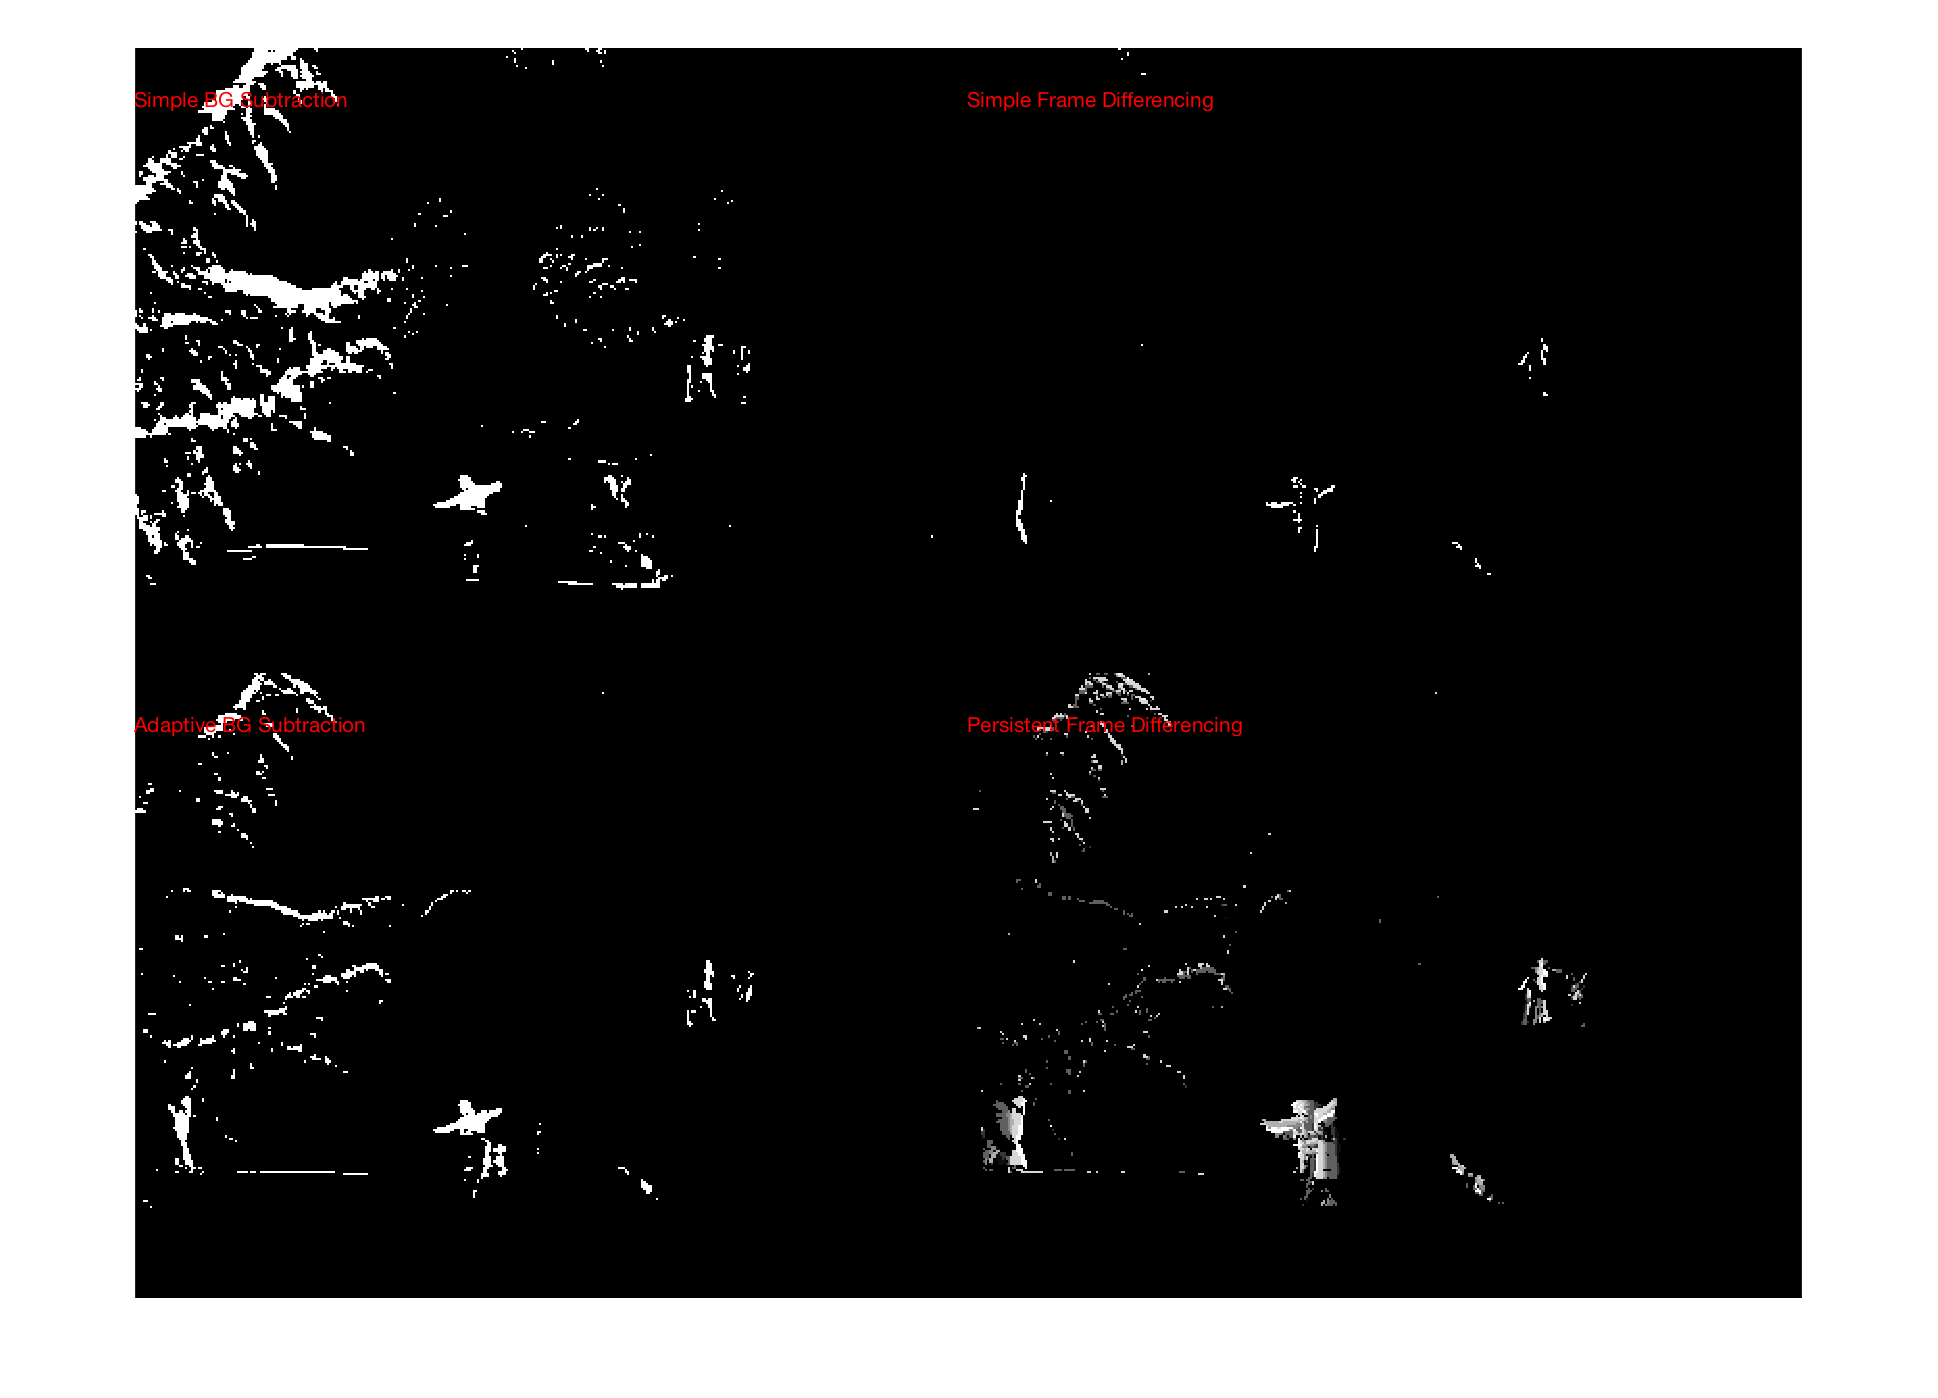 Simple BG Subtraction
Simple Frame Differencing
Adaptive BG Subtraction
Persistent Frame Differencing